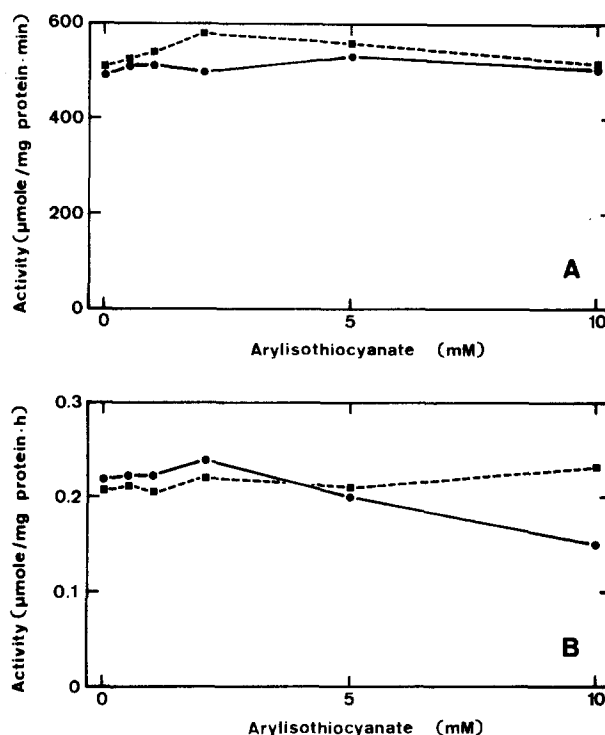 600
400
200
0
Activity (μmole/mg protein·min)
A
0
5
10
Arylisothiocyanate (mM)
0.3
0.2
0.1
0
Activity (μmole/mg protein·h)
B
0
5
10
Arylisothiocyanate (mM)